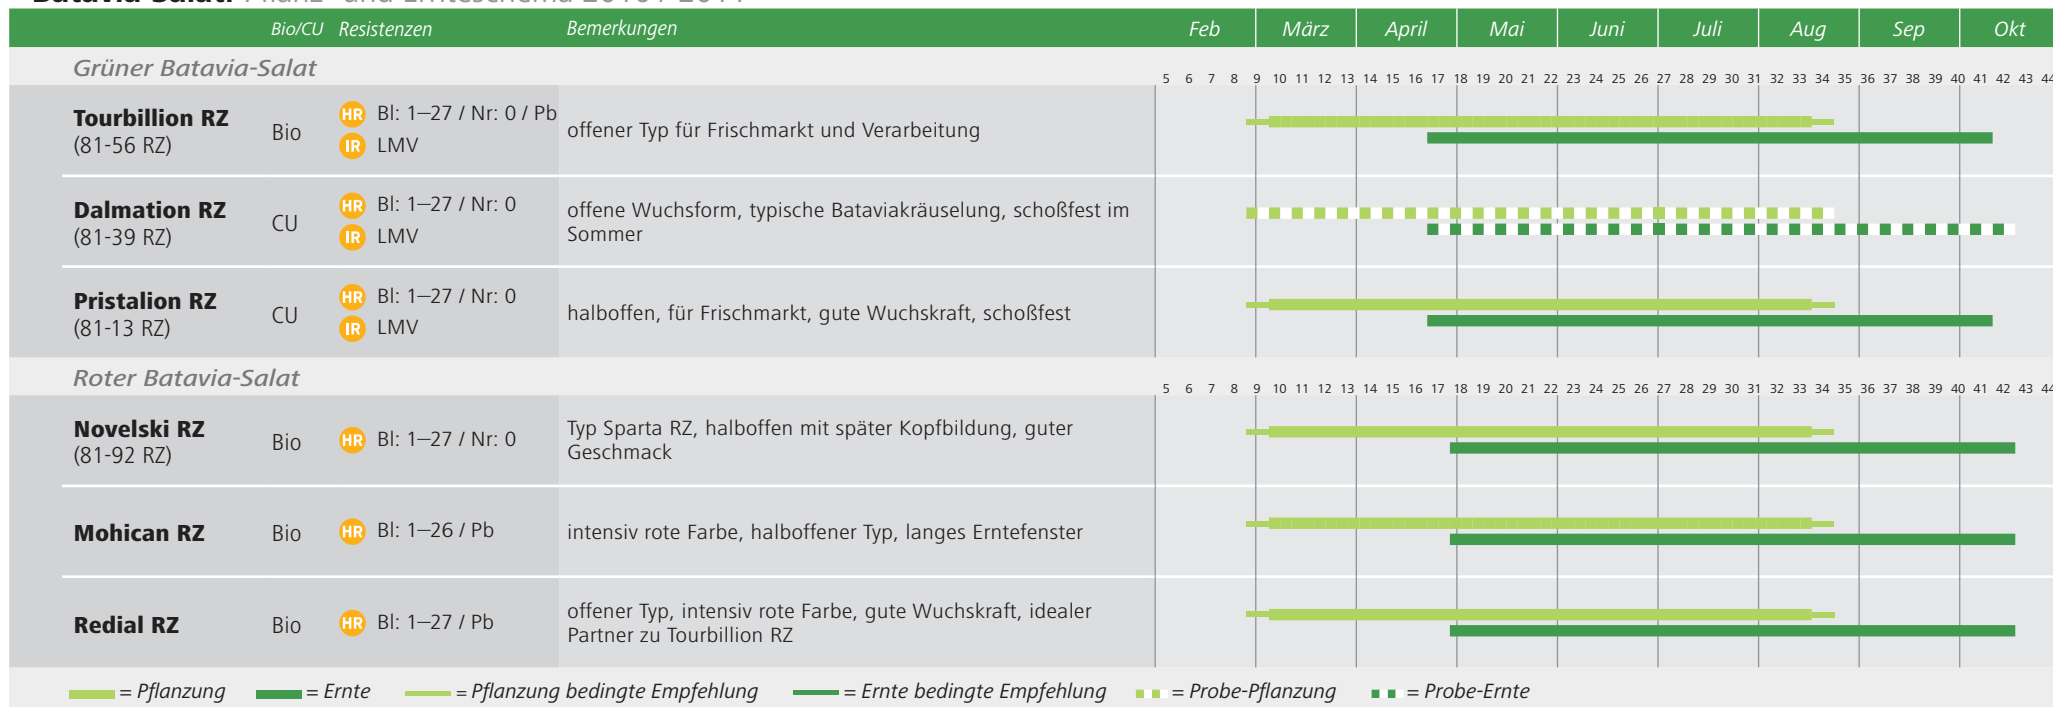 Batavia-Salat: Pflanz- und Ernteschema 2010 / 2011
Bio/CU Resistenzen Bemerkungen Feb März April Mai Juni Juli Aug Sep Okt
Grüner Batavia-Salat
5 6 7 8 9 10 11 12 13 14 15 16 17 18 19 20 21 22 23 24 25 26 27 28 29 30 31 32 33 34 35 36 37 38 39 40 41 42 43 44
Tourbillion RZ
(81-56 RZ)
Bio
HR Bl: 1–27 / Nr: 0 / Pb
IR LMV
offener Typ für Frischmarkt und Verarbeitung
Dalmation RZ
(81-39 RZ)
CU
HR Bl: 1–27 / Nr: 0
IR LMV
offene Wuchsform, typische Bataviakräuselung, schoßfest im
Sommer
Pristalion RZ
(81-13 RZ)
CU
HR Bl: 1–27 / Nr: 0
IR LMV
halboffen, für Frischmarkt, gute Wuchskraft, schoßfest
Roter Batavia-Salat
5 6 7 8 9 10 11 12 13 14 15 16 17 18 19 20 21 22 23 24 25 26 27 28 29 30 31 32 33 34 35 36 37 38 39 40 41 42 43 44
Novelski RZ
(81-92 RZ)
Bio
HR Bl: 1–27 / Nr: 0
Typ Sparta RZ, halboffen mit später Kopfbildung, guter
Geschmack
Mohican RZ
Bio
HR Bl: 1–26 / Pb
intensiv rote Farbe, halboffener Typ, langes Erntefenster
Redial RZ
Bio
HR Bl: 1–27 / Pb
offener Typ, intensiv rote Farbe, gute Wuchskraft, idealer
Partner zu Tourbillion RZ
= Pflanzung = Ernte = Pflanzung bedingte Empfehlung = Ernte bedingte Empfehlung = Probe-Pflanzung = Probe-Ernte